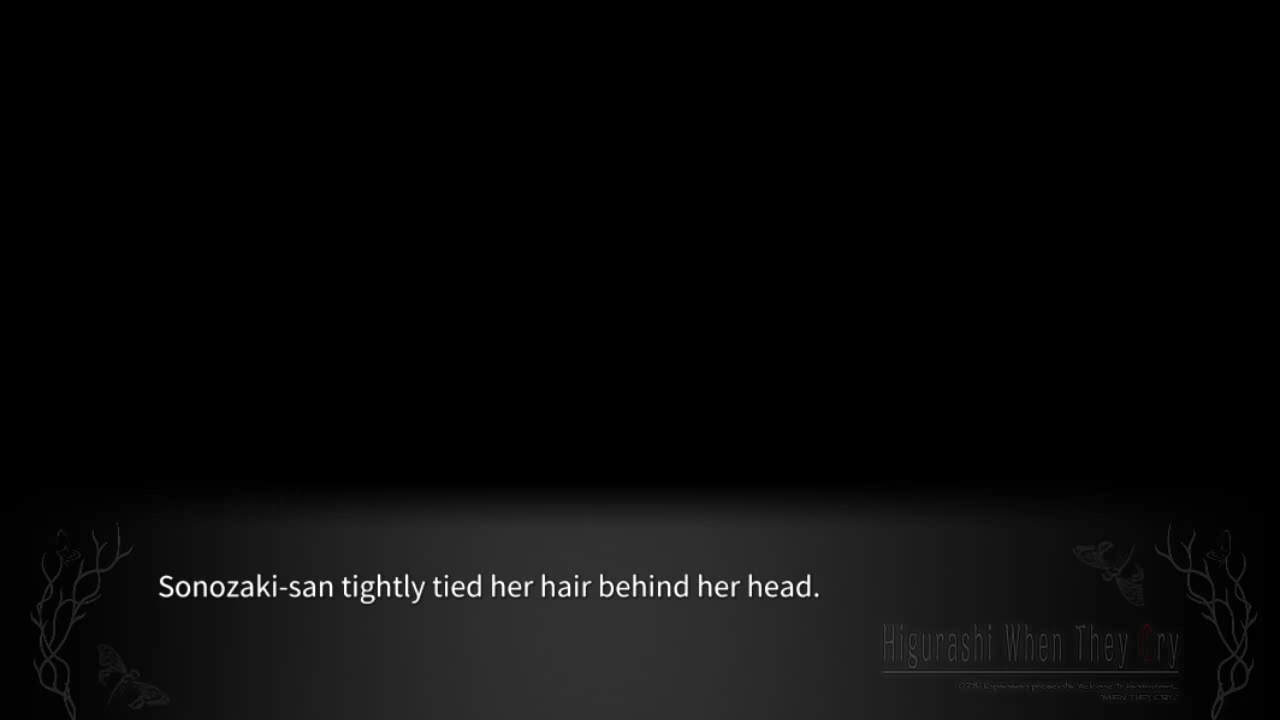 Sonozaki-san tightly tied her hair behind her head.
Higurashi When They Cry